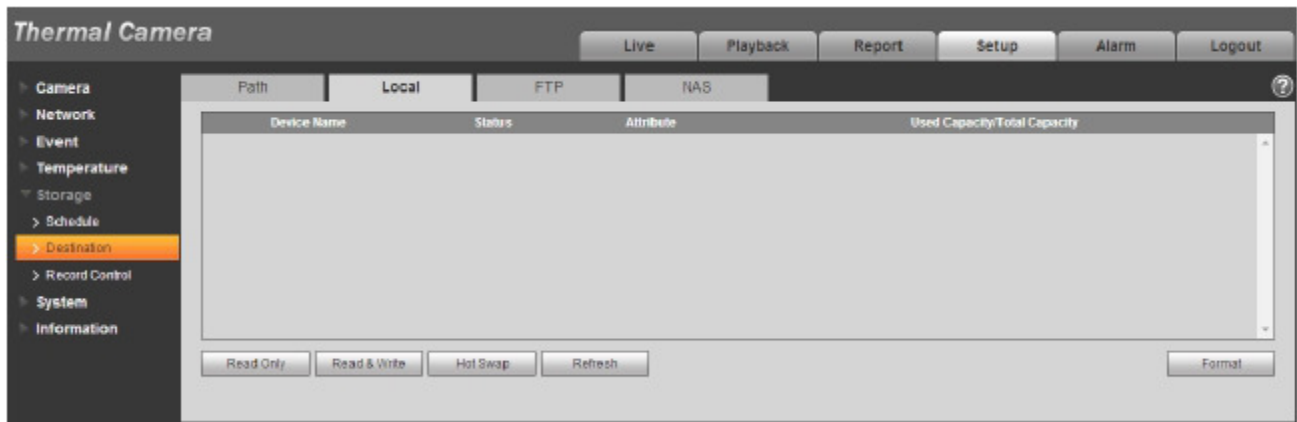 Thermal Camera
Live Playback Report Setup Alarm Logout
Camera
Network
Event
Temperature
Storage
> Schedule
> Destination
> Record Control
System
Information
Path Local FTP NAS ?
Device Name Status Attribute Used Capacity/Total Capacity
Read Only Read & Write Hot Swap Refresh Format